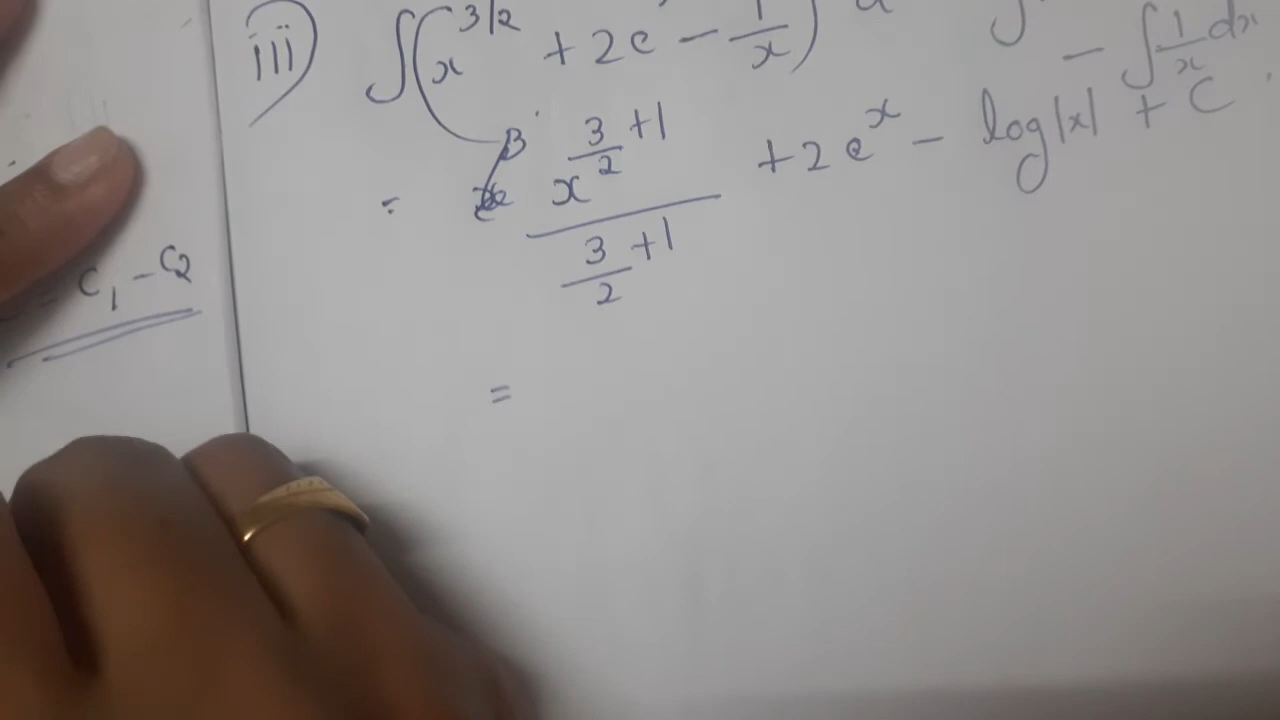 iii) ∫(x^{3/2} + 2e - 1/x)
- ∫ 1/x dx
= x^{3/2 + 1} / (3/2 + 1) + 2e^x - log|x| + C
= C₁ - C₂
=